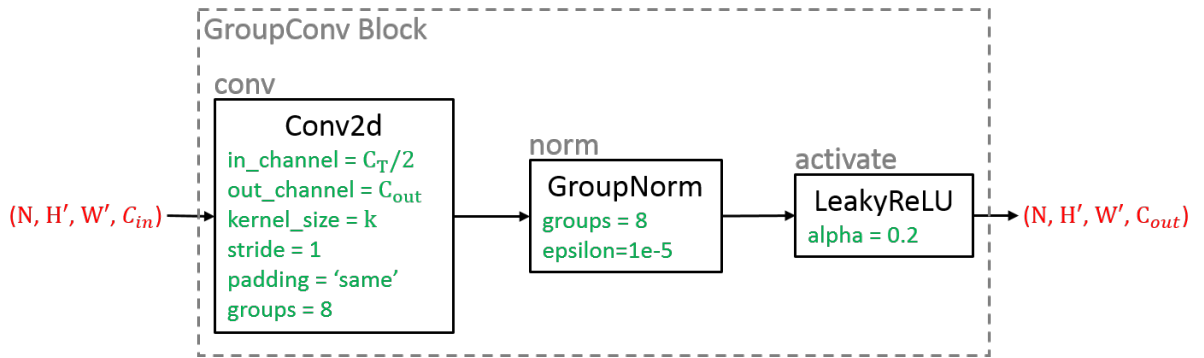 GroupConv Block
conv
Conv2d
in_channel = C_T/2
out_channel = C_out
kernel_size = k
stride = 1
padding = ‘same’
groups = 8
norm
GroupNorm
groups = 8
epsilon=1e-5
activate
LeakyReLU
alpha = 0.2
(N, H′, W′, C_in)
(N, H′, W′, C_out)